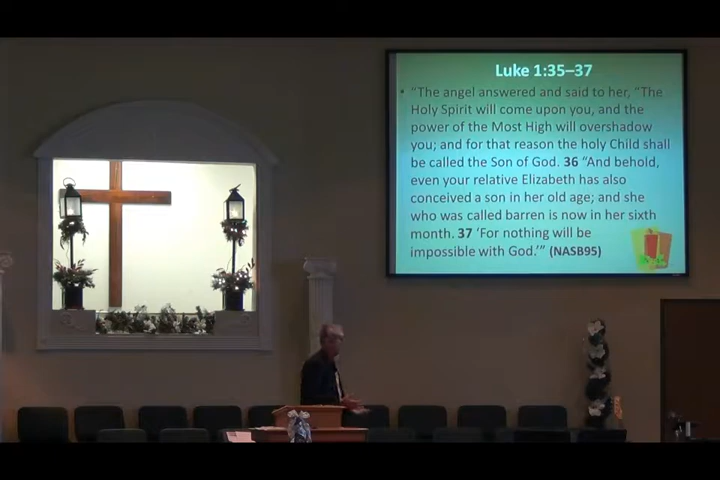 Luke 1:35–37
• “The angel answered and said to her, “The
Holy Spirit will come upon you, and the
power of the Most High will overshadow
you; and for that reason the holy Child shall
be called the Son of God. 36 “And behold,
even your relative Elizabeth has also
conceived a son in her old age; and she
who was called barren is now in her sixth
month. 37 ‘For nothing will be
impossible with God.’” (NASB95)